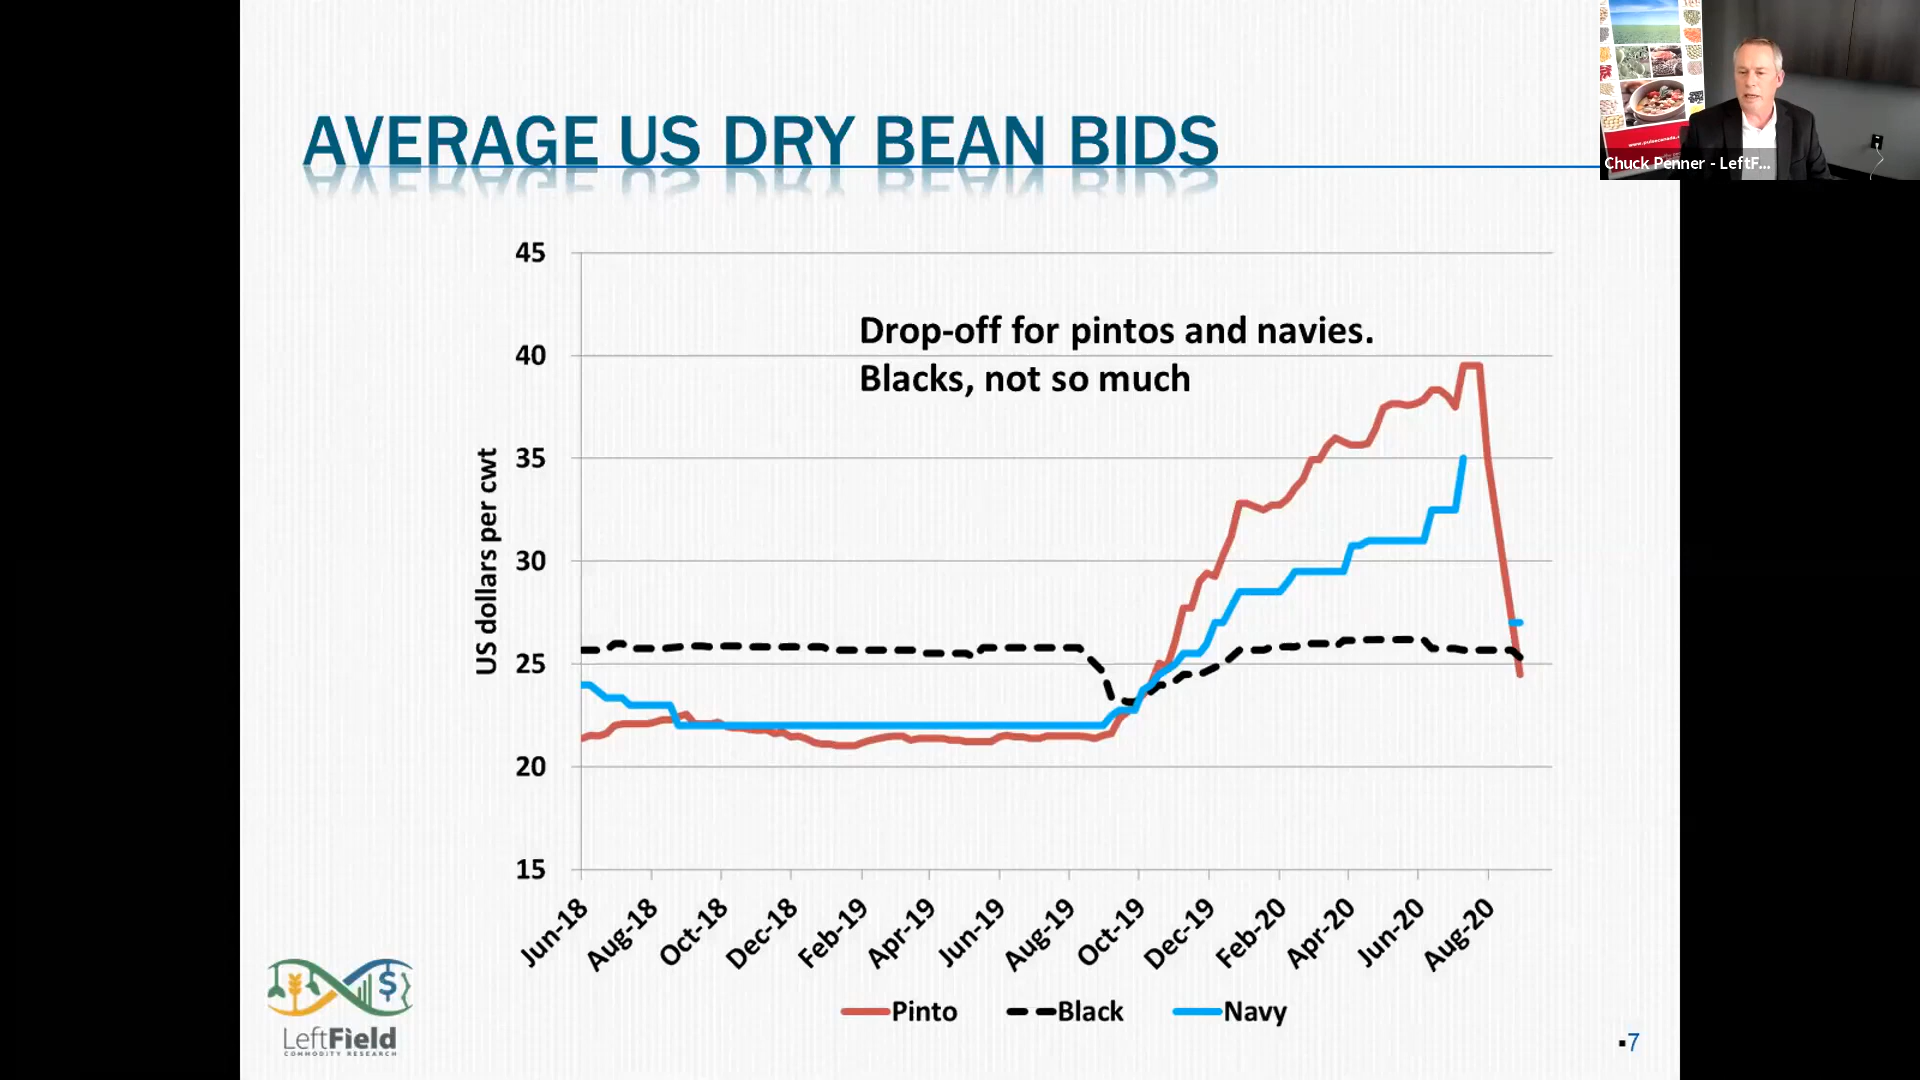 AVERAGE US DRY BEAN BIDS
Chuck Penner - LeftF...
Drop-off for pintos and navies.
Blacks, not so much
US dollars per cwt
45
40
35
30
25
20
15
Jun-18
Aug-18
Oct-18
Dec-18
Feb-19
Apr-19
Jun-19
Aug-19
Oct-19
Dec-19
Feb-20
Apr-20
Jun-20
Aug-20
Pinto
Black
Navy
LeftField
COMMODITY RESEARCH
7